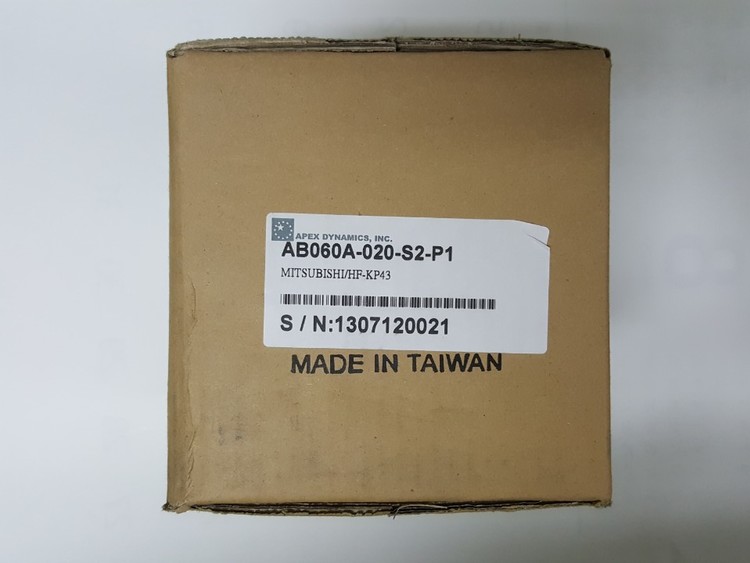 APEX DYNAMICS, INC.
AB060A-020-S2-P1
MITSUBISHI/HF-KP43
S / N:1307120021
MADE IN TAIWAN